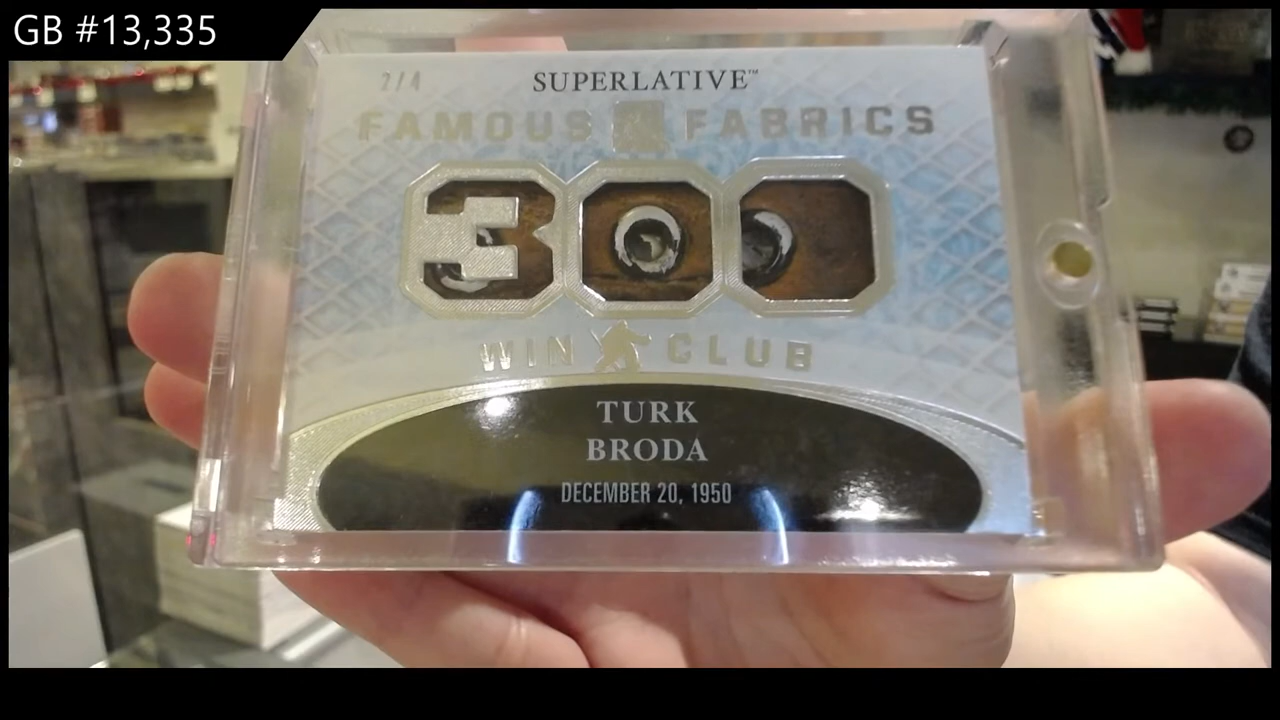 GB #13,335
2/4
SUPERLATIVE™
FAMOUS FABRICS
300
WIN CLUB
TURK
BRODA
DECEMBER 20, 1950